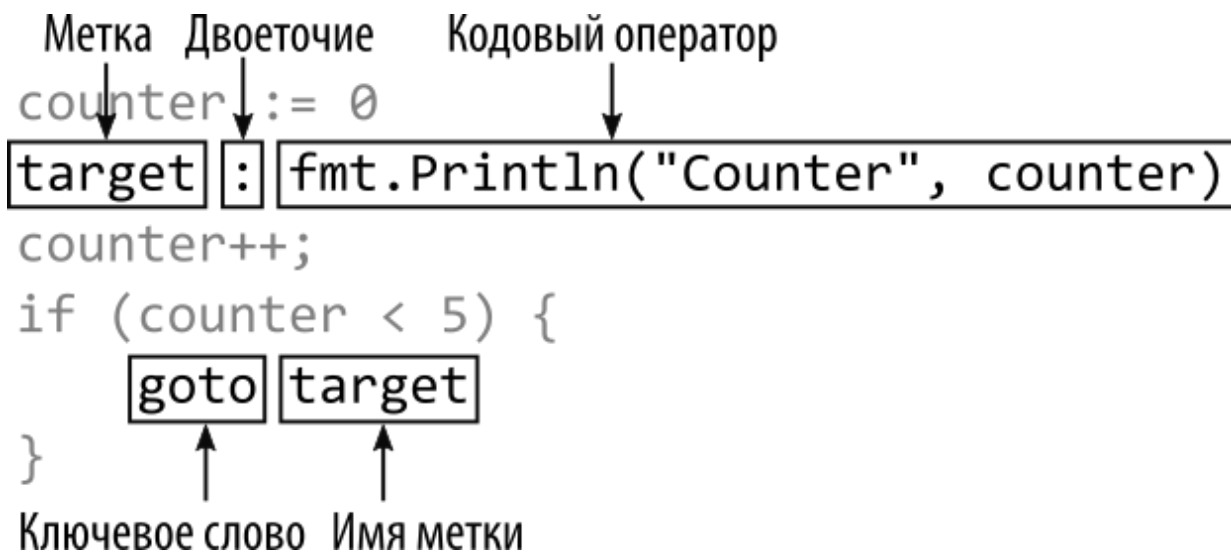 Метка Двоеточие Кодовый оператор
counter := 0
target : fmt.Println("Counter", counter)
counter++;
if (counter < 5) {
goto target
}
Ключевое слово Имя метки